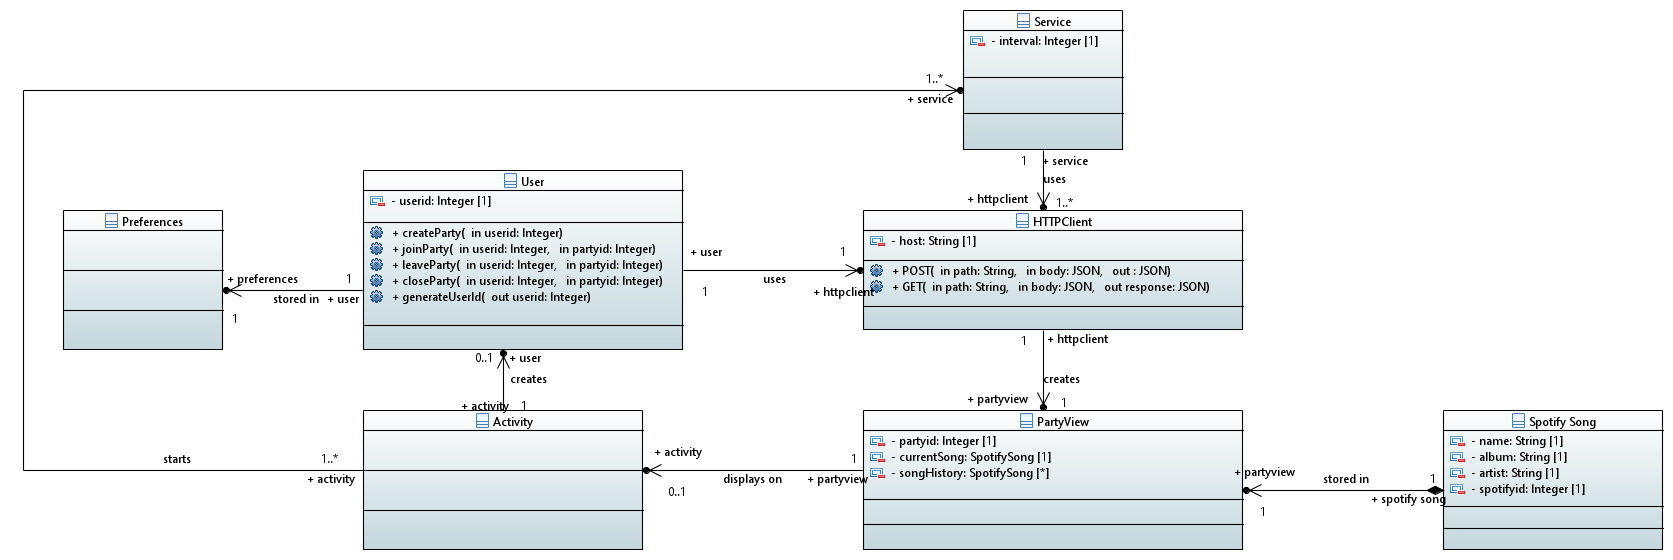 Service
- interval: Integer [1]
1..*
+ service
1
+ service
uses
+ httpclient
1..*
User
- userid: Integer [1]
+ createParty( in userid: Integer)
+ joinParty( in userid: Integer, in partyid: Integer)
+ leaveParty( in userid: Integer, in partyid: Integer)
+ closeParty( in userid: Integer, in partyid: Integer)
+ generateUserId( out userid: Integer)
Preferences
+ preferences
1
stored in
+ user
1
+ user
1
uses
1
+ httpclient
HTTPClient
- host: String [1]
+ POST( in path: String, in body: JSON, out : JSON)
+ GET( in path: String, in body: JSON, out response: JSON)
0..1
+ user
creates
+ activity
1
1
+ httpclient
creates
+ partyview
1
Activity
starts
1..*
+ activity
+ activity
0..1
displays on
1
+ partyview
PartyView
- partyid: Integer [1]
- currentSong: SpotifySong [1]
- songHistory: SpotifySong [*]
+ partyview
1
stored in
1
+ spotify song
Spotify Song
- name: String [1]
- album: String [1]
- artist: String [1]
- spotifyid: Integer [1]